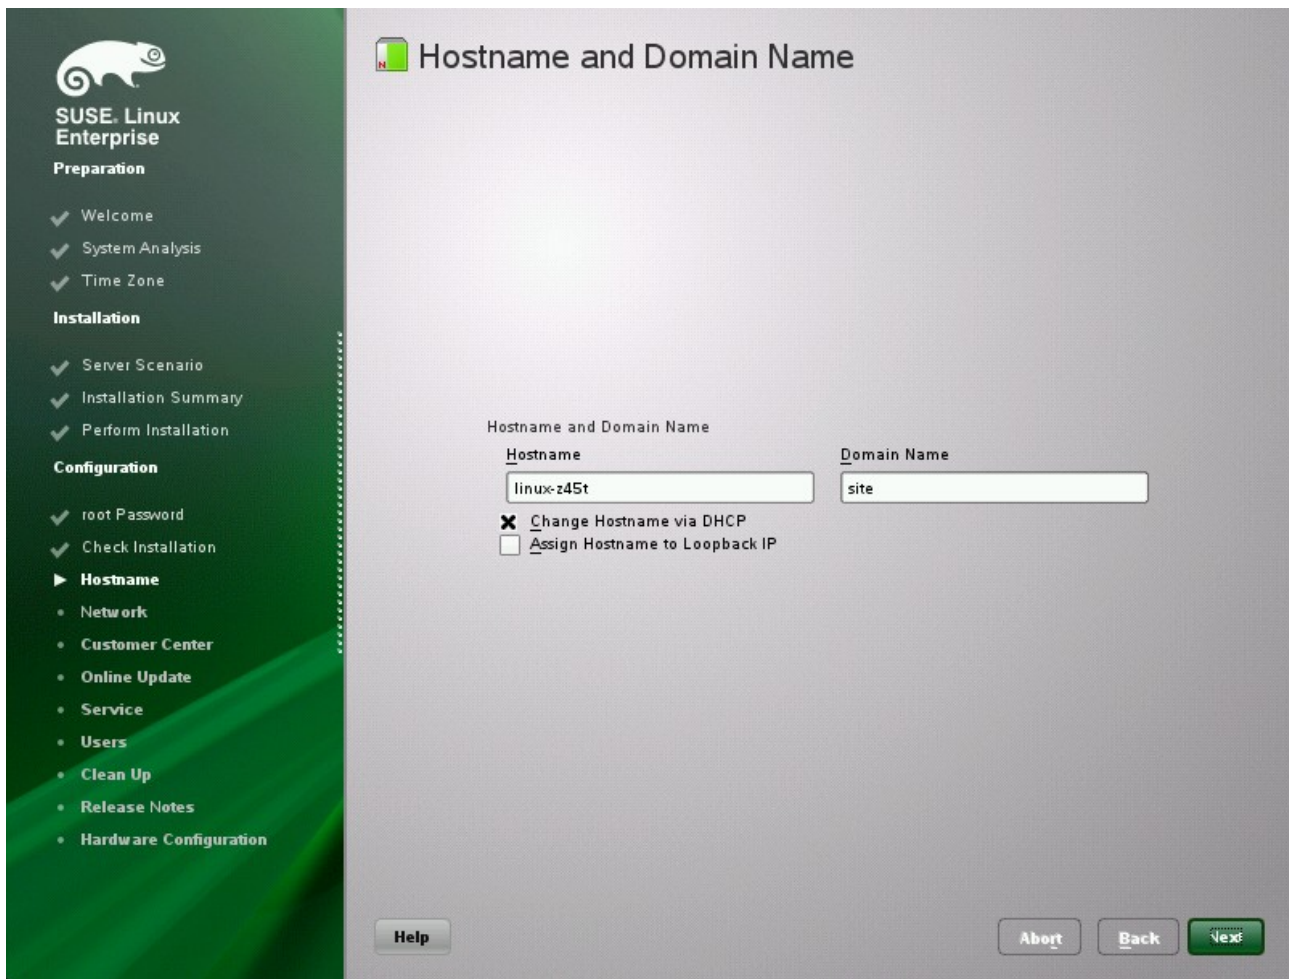 SUSE. Linux
Enterprise
Preparation
Welcome
System Analysis
Time Zone
Installation
Server Scenario
Installation Summary
Perform Installation
Configuration
root Password
Check Installation
Hostname
Network
Customer Center
Online Update
Service
Users
Clean Up
Release Notes
Hardware Configuration
N
Hostname and Domain Name
Hostname and Domain Name
Hostname
Domain Name
linux-z45t
site
Change Hostname via DHCP
Assign Hostname to Loopback IP
Help
Abort
Back
Next